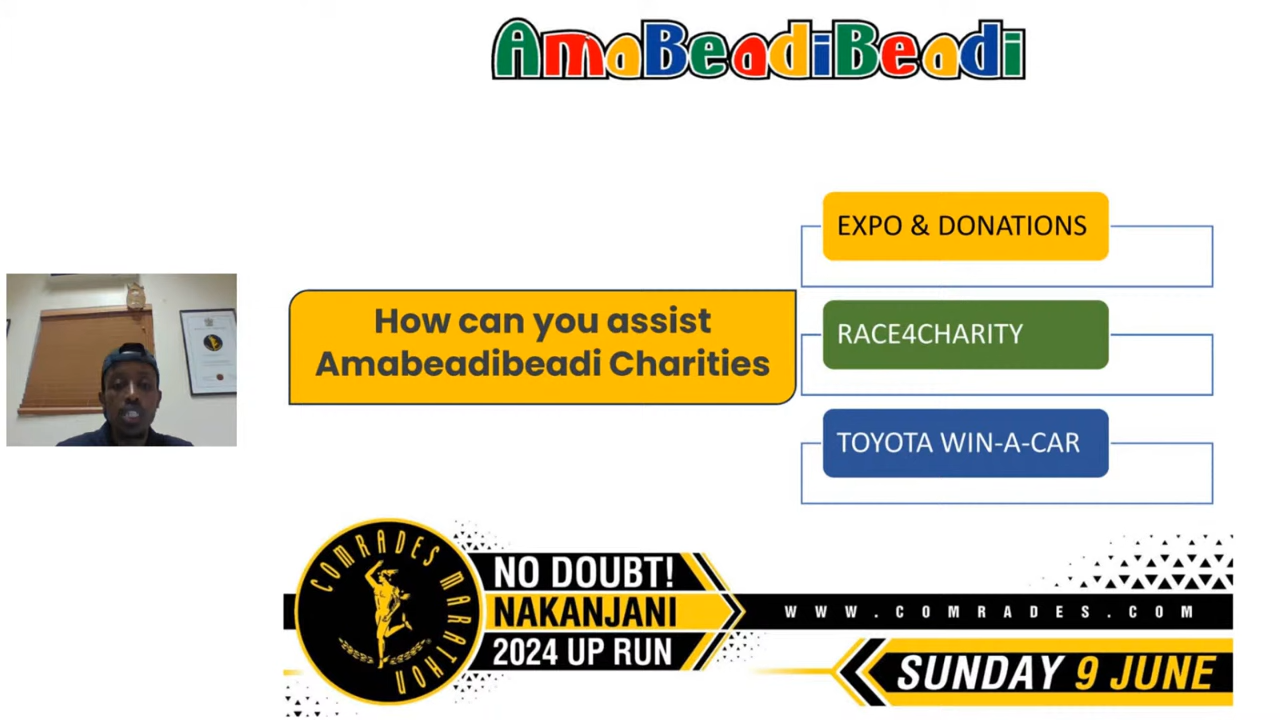 AmaBeadiBeadi
How can you assist
Amabeadibeadi Charities
EXPO & DONATIONS
RACE4CHARITY
TOYOTA WIN-A-CAR
COMRADES MARATHON
NO DOUBT!
NAKANJANI
2024 UP RUN
WWW.COMRADES.COM
SUNDAY 9 JUNE